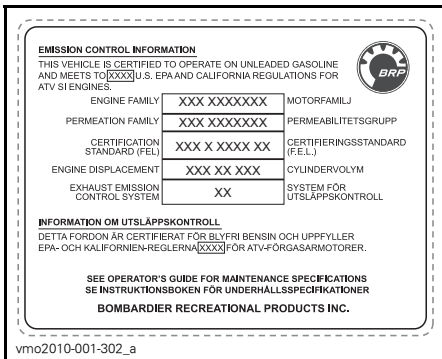 EMISSION CONTROL INFORMATION
THIS VEHICLE IS CERTIFIED TO OPERATE ON UNLEADED GASOLINE
AND MEETS TO XXXX U.S. EPA AND CALIFORNIA REGULATIONS FOR
ATV SI ENGINES.
BRP
ENGINE FAMILY XXX XXXXXXX MOTORFAMILJ
PERMEATION FAMILY XXX XXXXXXX PERMEABILITETSGRUPP
CERTIFICATION STANDARD (FEL) XXX X XXXX XX CERTIFIERINGSSTANDARD (F.E.L.)
ENGINE DISPLACEMENT XXX XX XXX CYLINDERVOLYM
EXHAUST EMISSION CONTROL SYSTEM XX SYSTEM FÖR UTSLÄPPSKONTROLL
INFORMATION OM UTSLÄPPSKONTROLL
DETTA FORDON ÄR CERTIFIERAT FÖR BLYFRI BENSIN OCH UPPFYLLER
EPA- OCH KALIFORNIEN-REGLERNA XXXX FÖR ATV-FÖRGASARMOTORER.
SEE OPERATOR'S GUIDE FOR MAINTENANCE SPECIFICATIONS
SE INSTRUKTIONSBOKEN FÖR UNDERHÅLLSSPECIFIKATIONER
BOMBARDIER RECREATIONAL PRODUCTS INC.
vmo2010-001-302_a